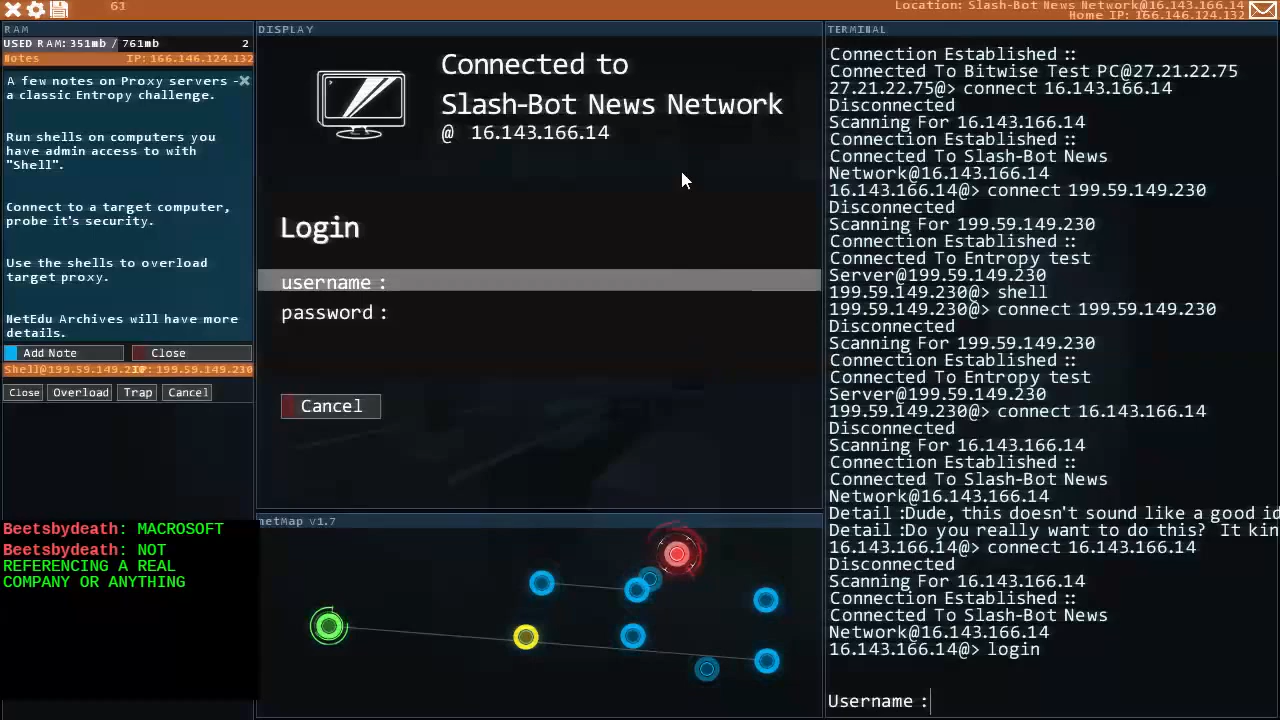 61
Location: Slash-Bot News Network@16.143.166.14
Home IP: 166.146.124.132
RAM
USED RAM: 351mb / 761mb 2
Notes IP: 166.146.124.132
A few notes on Proxy servers -
a classic Entropy challenge.
Run shells on computers you
have admin access to with
"Shell".
Connect to a target computer,
probe it's security.
Use the shells to overload
target proxy.
NetEdu Archives will have more
details.
Add Note Close
Shell@199.59.149.230 IP: 199.59.149.230
Close Overload Trap Cancel
Beetsbydeath: MACROSOFT
Beetsbydeath: NOT
REFERENCING A REAL
COMPANY OR ANYTHING
DISPLAY
Connected to
Slash-Bot News Network
@ 16.143.166.14
Login
username :
password :
Cancel
netMap v1.7
TERMINAL
Connection Established ::
Connected To Bitwise Test PC@27.21.22.75
27.21.22.75@> connect 16.143.166.14
Disconnected
Scanning For 16.143.166.14
Connection Established ::
Connected To Slash-Bot News
Network@16.143.166.14
16.143.166.14@> connect 199.59.149.230
Disconnected
Scanning For 199.59.149.230
Connection Established ::
Connected To Entropy test
Server@199.59.149.230
199.59.149.230@> shell
199.59.149.230@> connect 199.59.149.230
Disconnected
Scanning For 199.59.149.230
Connection Established ::
Connected To Entropy test
Server@199.59.149.230
199.59.149.230@> connect 16.143.166.14
Disconnected
Scanning For 16.143.166.14
Connection Established ::
Connected To Slash-Bot News
Network@16.143.166.14
Detail :Dude, this doesn't sound like a good id
Detail :Do you really want to do this? It kin
16.143.166.14@> connect 16.143.166.14
Disconnected
Scanning For 16.143.166.14
Connection Established ::
Connected To Slash-Bot News
Network@16.143.166.14
16.143.166.14@> login
Username :